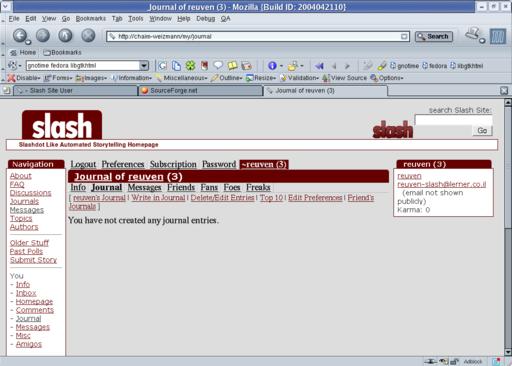 Journal of reuven (3) - Mozilla {Build ID: 2004042110}
File Edit View Go Bookmarks Tab Tools Window Help Debug QA
http://chaim-weizmann/my/journal
Search
Home Bookmarks
gnotime fedora libgtkhtml
gnotime fedora libgtkhtml
Disable Forms Images Information Miscellaneous Outline Resize Validation View Source Options
Slash Site User
SourceForge.net
Journal of reuven (3)
search Slash Site:
slash
slash
Go
Slashdot Like Automated Storytelling Homepage
Navigation
Logout Preferences Subscription Password ~reuven (3)
reuven (3)
About
FAQ
Discussions
Journals
Messages
Topics
Authors
Older Stuff
Past Polls
Submit Story
You
- Info
- Inbox
- Homepage
- Comments
- Journal
- Messages
- Misc
- Amigos
Journal of reuven (3)
Info Journal Messages Friends Fans Foes Freaks
[ reuven's Journal | Write in Journal | Delete/Edit Entries | Top 10 | Edit Preferences | Friend's
Journals ]
You have not created any journal entries.
reuven
reuven-slash@lerner.co.il
(email not shown
publicly)
Karma: 0
Adblock